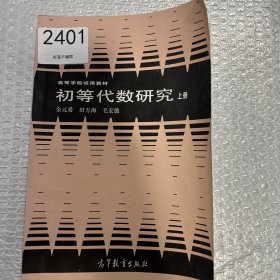 2401
高等学校试用教材
初等代数研究 上册
余元希 田万海 毛宏德
高等教育出版社